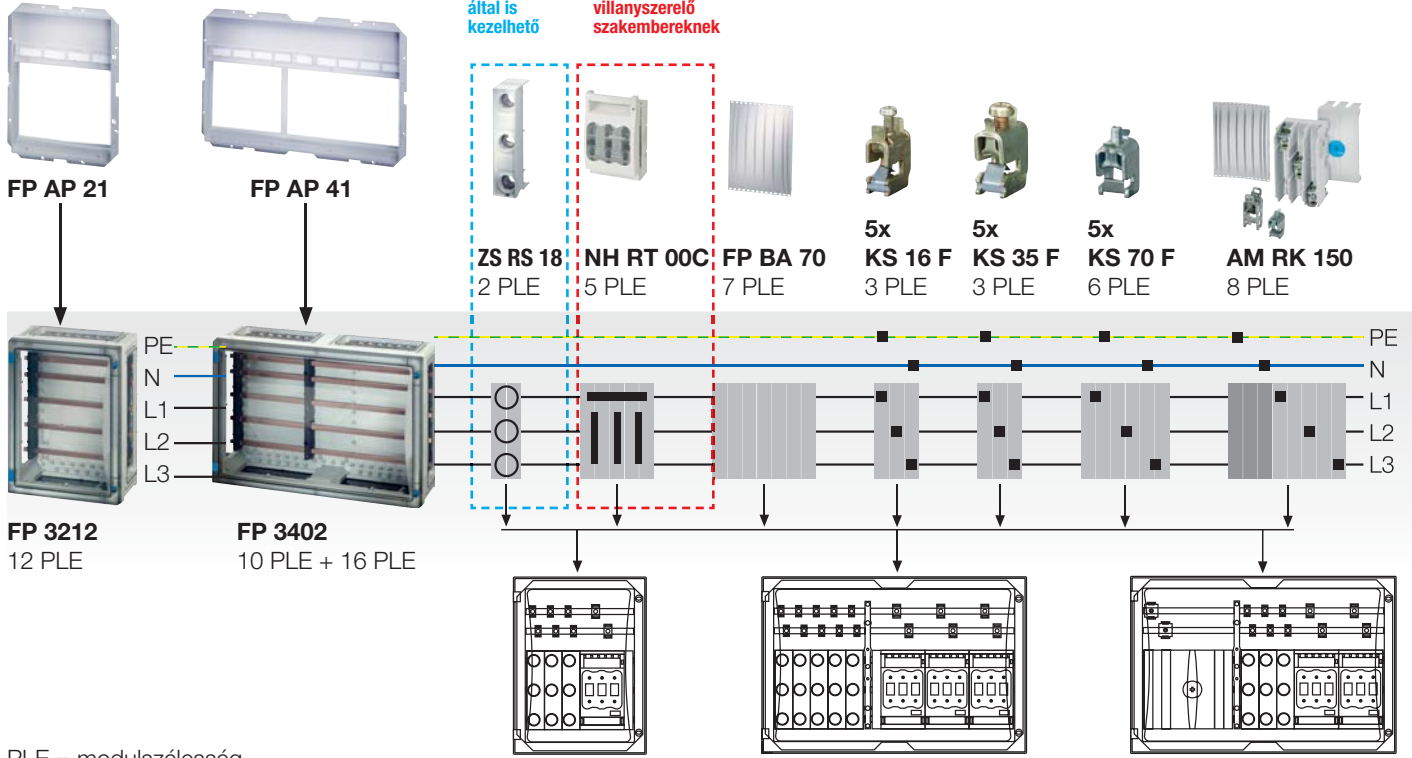 által is
kezelhető
villanyszerelő
szakembereknek
FP AP 21
FP AP 41
ZS RS 18
2 PLE
NH RT 00C
5 PLE
FP BA 70
7 PLE
5x
KS 16 F
3 PLE
5x
KS 35 F
3 PLE
5x
KS 70 F
6 PLE
AM RK 150
8 PLE
PE
N
L1
L2
L3
PE
N
L1
L2
L3
FP 3212
12 PLE
FP 3402
10 PLE + 16 PLE
PLE = modulszélesség